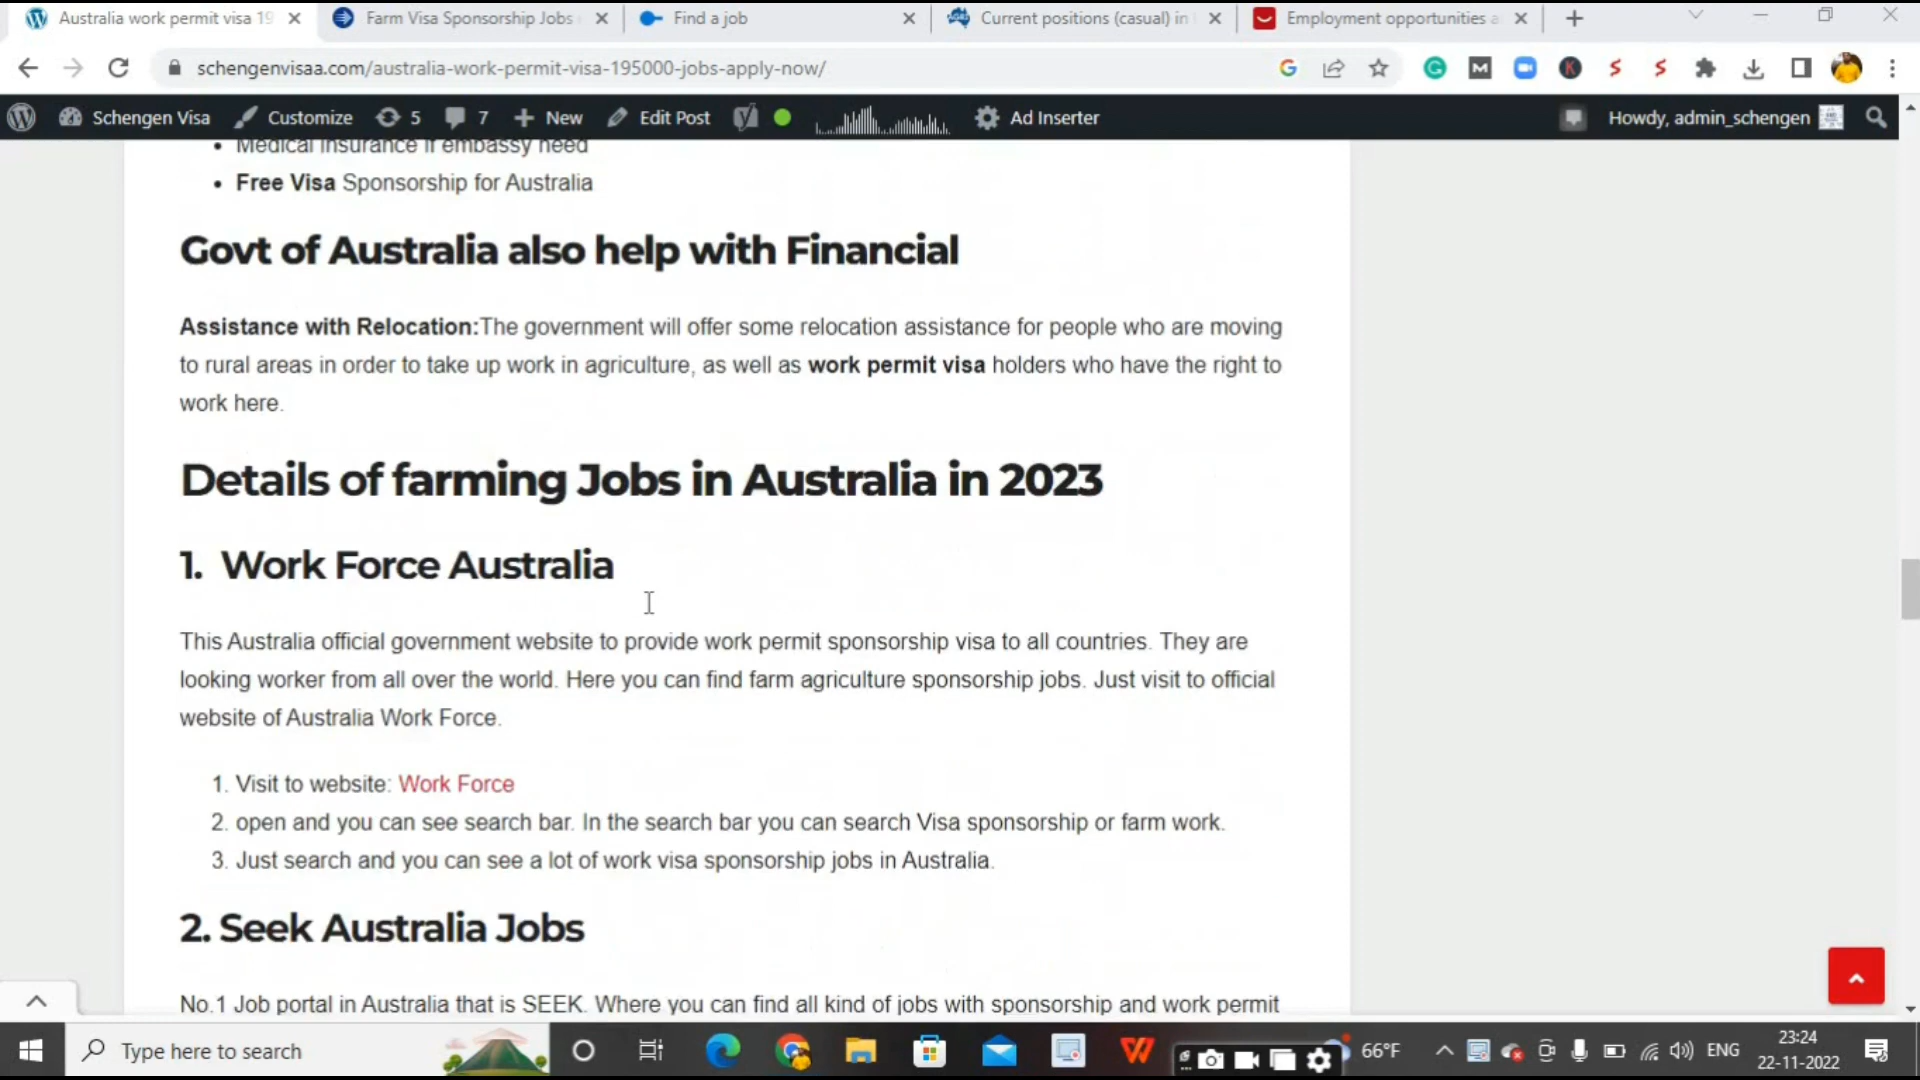 Australia work permit visa 19
Farm Visa Sponsorship Jobs
Find a job
Current positions (casual) in
Employment opportunities a
schengenvisaa.com/australia-work-permit-visa-195000-jobs-apply-now/
Schengen Visa Customize 5 7 New Edit Post Ad Inserter Howdy, admin_schengen
Medical Insurance if embassy need
Free Visa Sponsorship for Australia
Govt of Australia also help with Financial
Assistance with Relocation:The government will offer some relocation assistance for people who are moving
to rural areas in order to take up work in agriculture, as well as work permit visa holders who have the right to
work here.
Details of farming Jobs in Australia in 2023
1. Work Force Australia
This Australia official government website to provide work permit sponsorship visa to all countries. They are
looking worker from all over the world. Here you can find farm agriculture sponsorship jobs. Just visit to official
website of Australia Work Force.
1. Visit to website: Work Force
2. open and you can see search bar. In the search bar you can search Visa sponsorship or farm work.
3. Just search and you can see a lot of work visa sponsorship jobs in Australia.
2. Seek Australia Jobs
No.1 Job portal in Australia that is SEEK. Where you can find all kind of jobs with sponsorship and work permit
Type here to search
66°F
ENG
23:24
22-11-2022